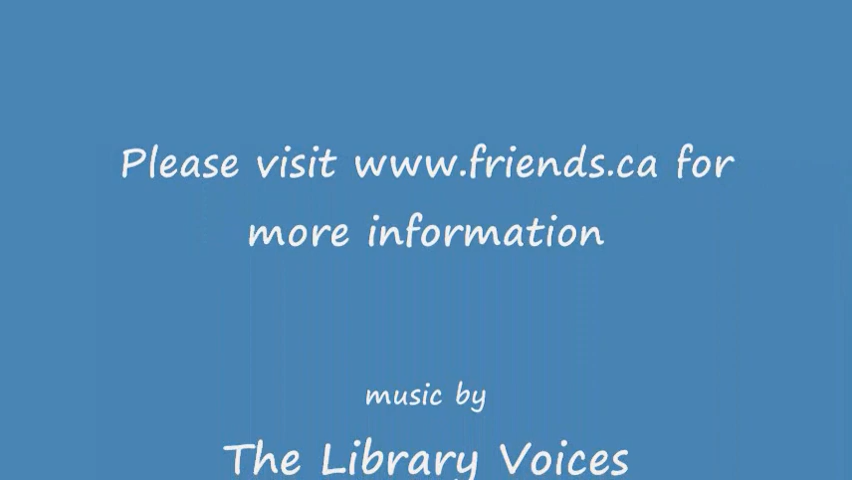 Please visit www.friends.ca for
more information
music by
The Library Voices